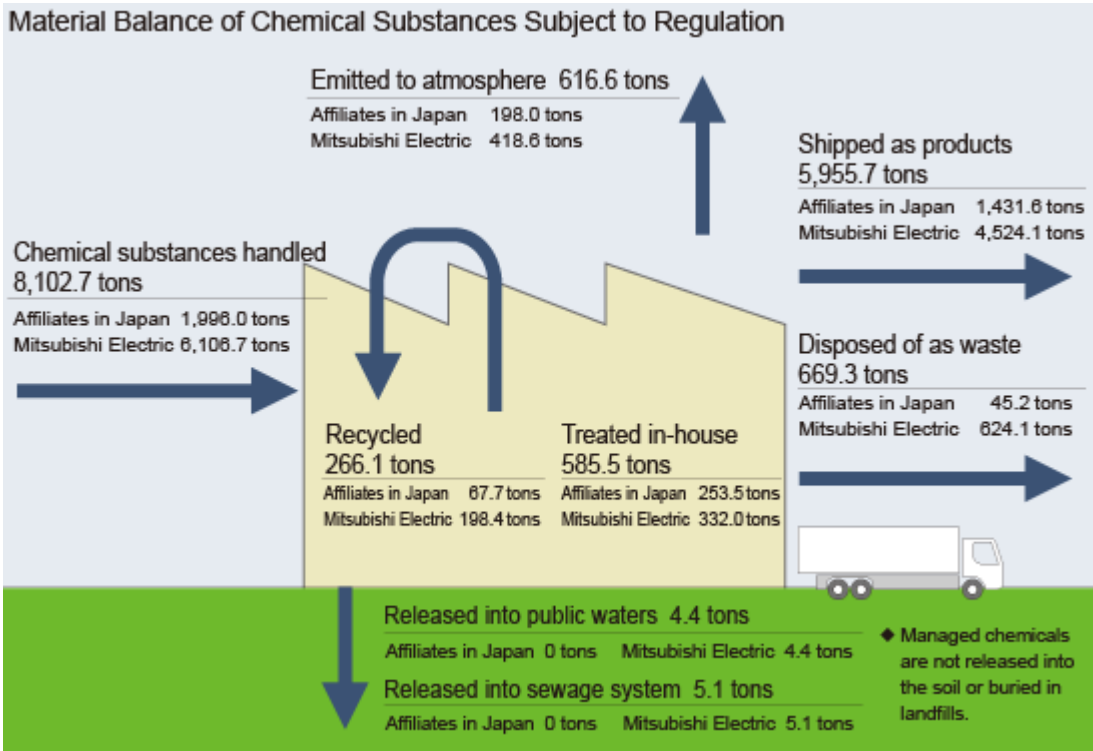 Material Balance of Chemical Substances Subject to Regulation
Emitted to atmosphere 616.6 tons
Affiliates in Japan 198.0 tons
Mitsubishi Electric 418.6 tons
Shipped as products
5,955.7 tons
Affiliates in Japan 1,431.6 tons
Mitsubishi Electric 4,524.1 tons
Chemical substances handled
8,102.7 tons
Affiliates in Japan 1,996.0 tons
Mitsubishi Electric 6,106.7 tons
Disposed of as waste
669.3 tons
Affiliates in Japan 45.2 tons
Mitsubishi Electric 624.1 tons
Recycled
266.1 tons
Affiliates in Japan 67.7 tons
Mitsubishi Electric 198.4 tons
Treated in-house
585.5 tons
Affiliates in Japan 253.5 tons
Mitsubishi Electric 332.0 tons
Released into public waters 4.4 tons
Affiliates in Japan 0 tons Mitsubishi Electric 4.4 tons
Released into sewage system 5.1 tons
Affiliates in Japan 0 tons Mitsubishi Electric 5.1 tons
◆ Managed chemicals
are not released into
the soil or buried in
landfills.